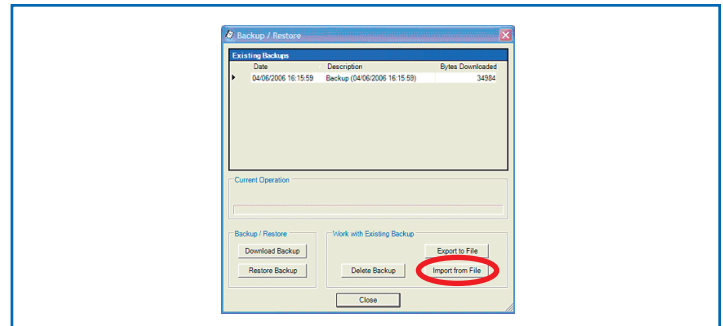 Backup / Restore
Existing Backups
Date Description Bytes Downloaded
04/06/2006 16:15:59 Backup (04/06/2006 16:15:59) 34984
Current Operation
Backup / Restore Work with Existing Backup
Download Backup Export to File
Restore Backup Delete Backup Import from File
Close